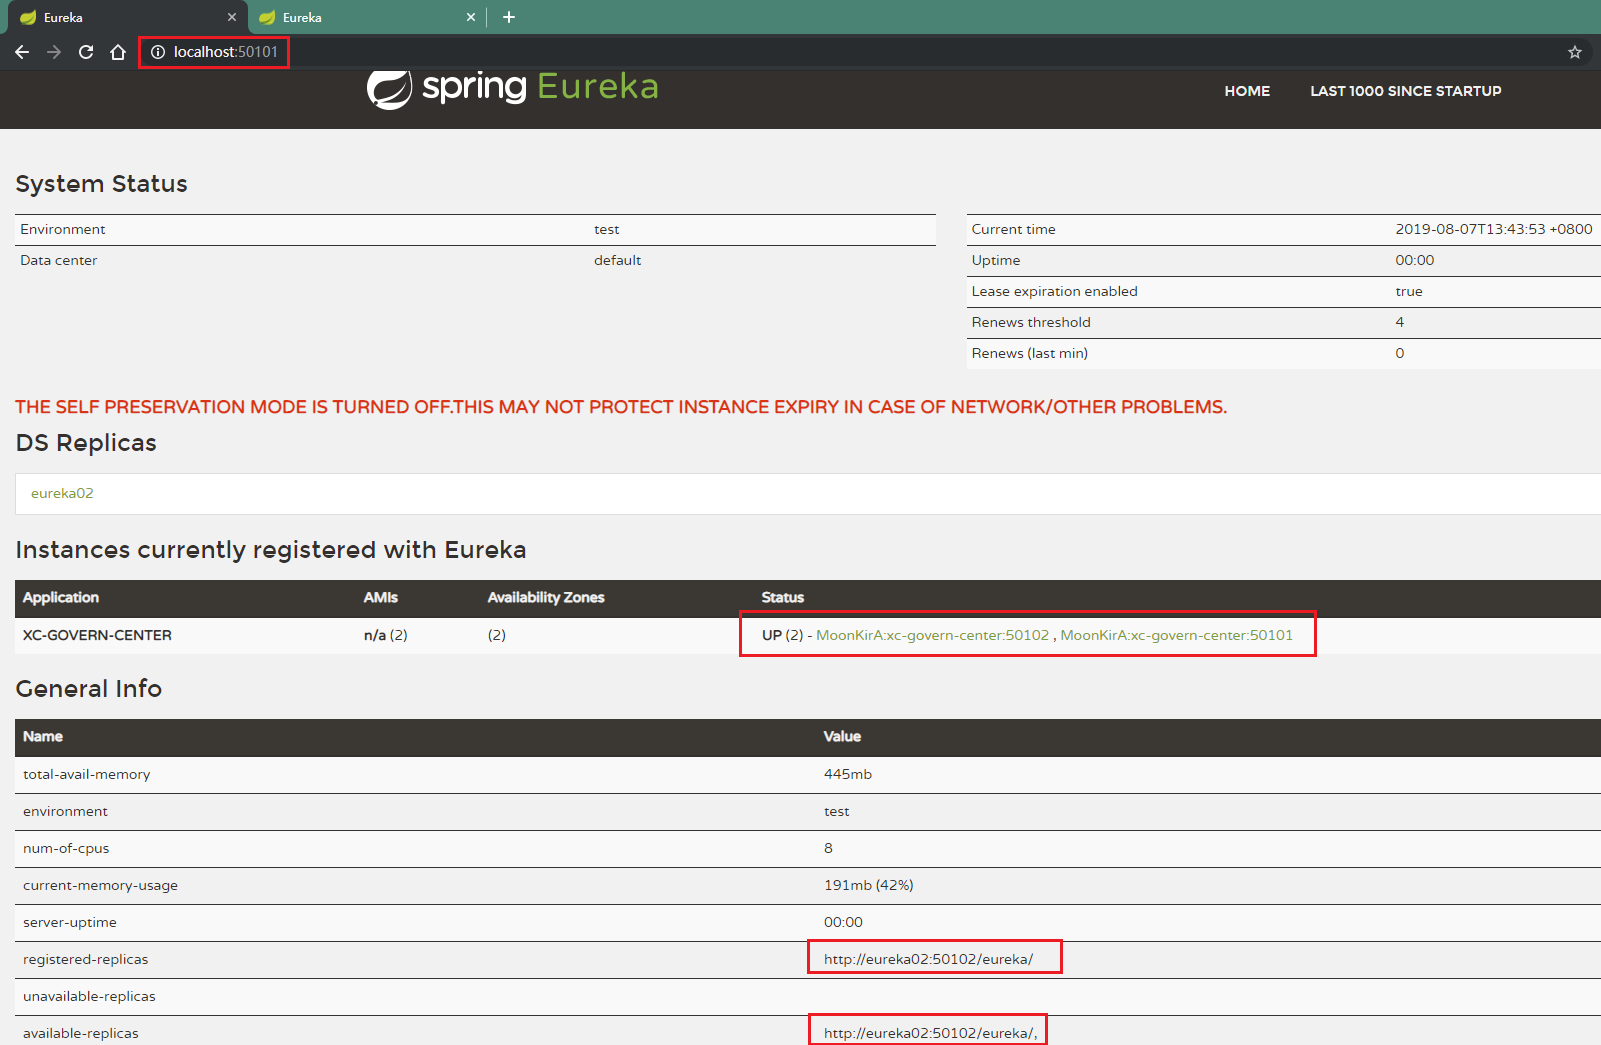 Eureka
Eureka
localhost:50101
spring Eureka
HOME LAST 1000 SINCE STARTUP
System Status
Environment test
Data center default
Current time 2019-08-07T13:43:53 +0800
Uptime 00:00
Lease expiration enabled true
Renews threshold 4
Renews (last min) 0
THE SELF PRESERVATION MODE IS TURNED OFF.THIS MAY NOT PROTECT INSTANCE EXPIRY IN CASE OF NETWORK/OTHER PROBLEMS.
DS Replicas
eureka02
Instances currently registered with Eureka
Application AMIs Availability Zones Status
XC-GOVERN-CENTER n/a (2) (2) UP (2) - MoonKirA:xc-govern-center:50102 , MoonKirA:xc-govern-center:50101
General Info
Name Value
total-avail-memory 445mb
environment test
num-of-cpus 8
current-memory-usage 191mb (42%)
server-uptime 00:00
registered-replicas http://eureka02:50102/eureka/
unavailable-replicas
available-replicas http://eureka02:50102/eureka/,